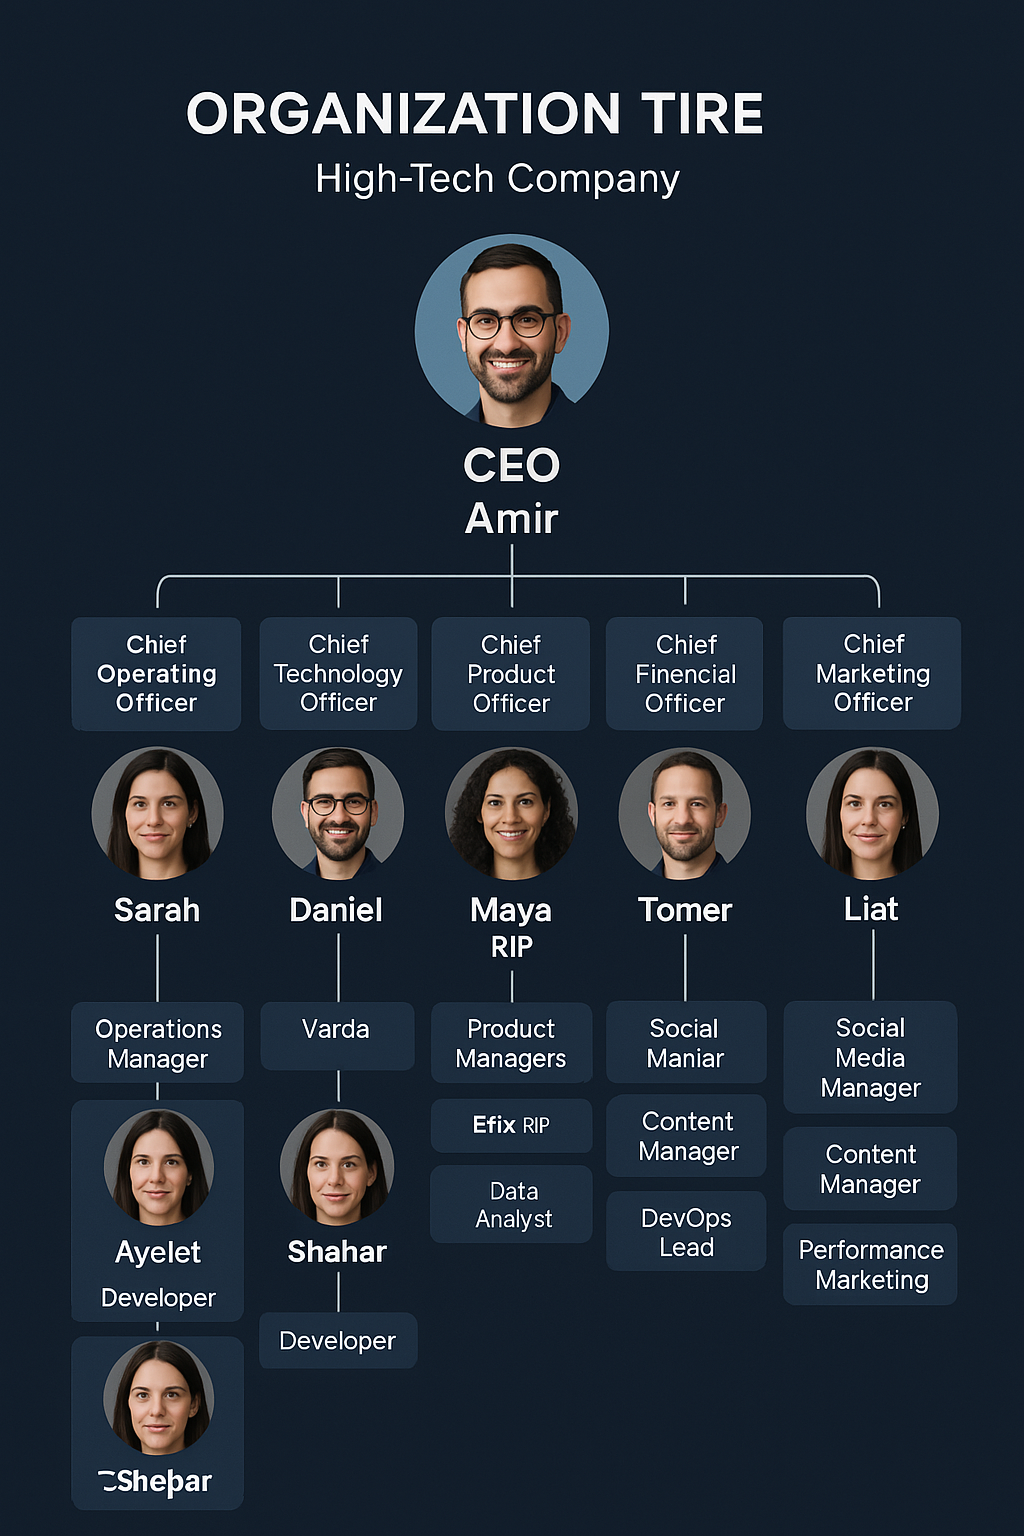 ORGANIZATION TIRE
High-Tech Company
CEO
Amir
Chief
Operating
Officer
Chief
Technology
Officer
Chief
Product
Officer
Chief
Financial
Officer
Chief
Marketing
Officer
Sarah
Daniel
Maya
RIP
Tomer
Liat
Operations
Manager
Ayelet
Developer
Varda
Shahar
Developer
Product
Managers
Efix RIP
Data
Analyst
Social
Maniar
Content
Manager
DevOps
Lead
Social
Media
Manager
Content
Manager
Performance
Marketing